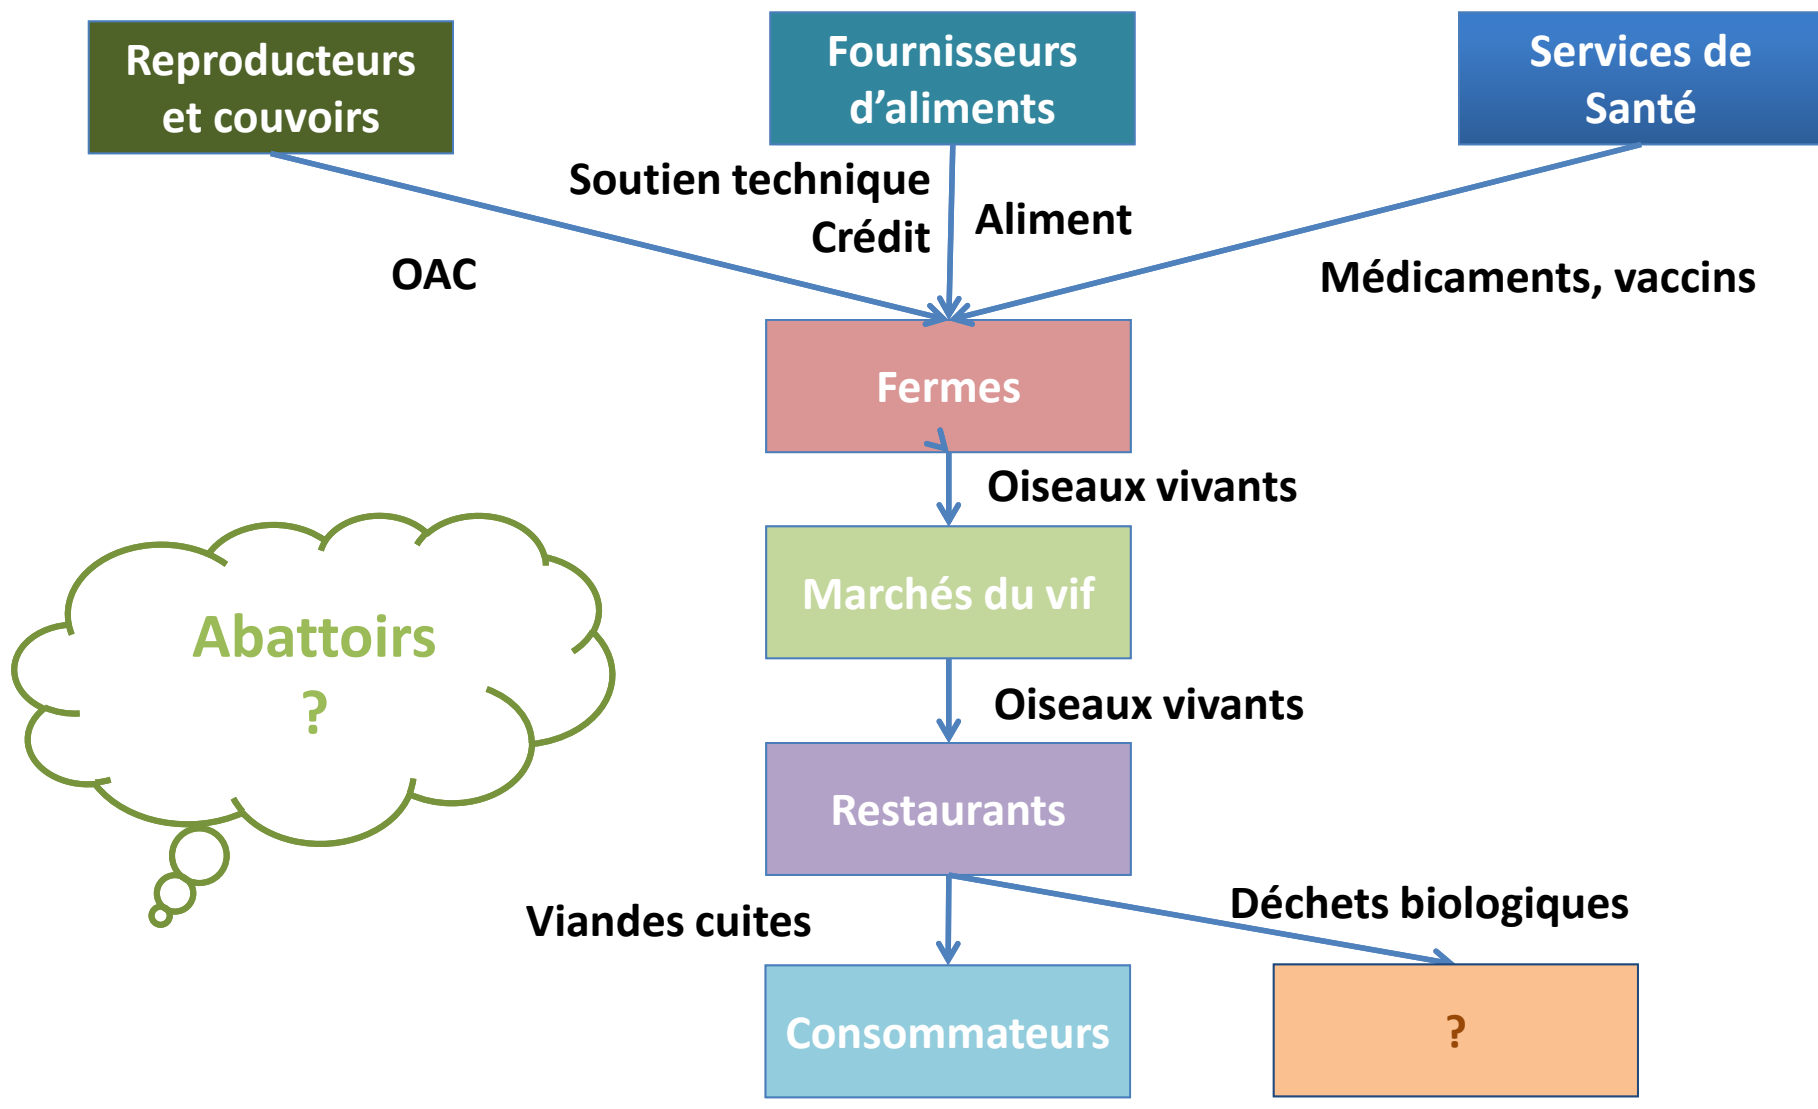 Reproducteurs
et couvoirs
Fournisseurs
d’aliments
Services de
Santé
Soutien technique
Crédit
Aliment
OAC
Médicaments, vaccins
Fermes
Oiseaux vivants
Marchés du vif
Abattoirs
?
Oiseaux vivants
Restaurants
Viandes cuites
Déchets biologiques
Consommateurs
?